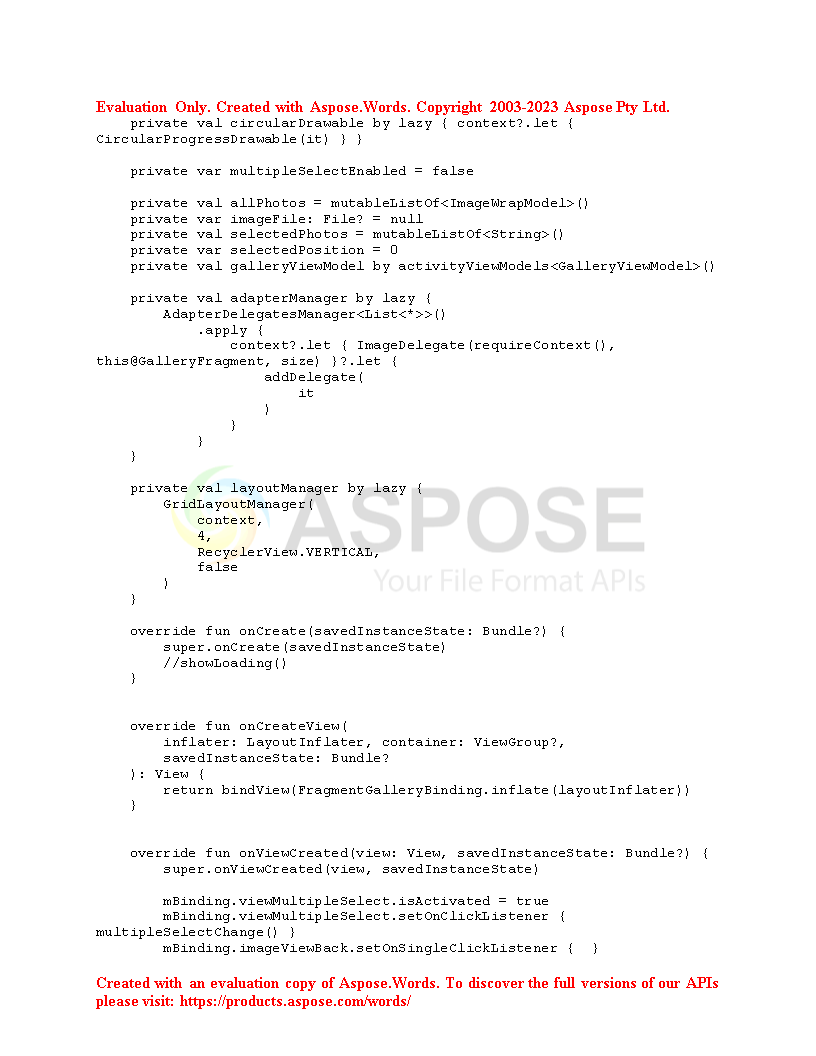 Evaluation Only. Created with Aspose.Words. Copyright 2003-2023 Aspose Pty Ltd.
    private val circularDrawable by lazy { context?.let {
CircularProgressDrawable(it) } }

    private var multipleSelectEnabled = false

    private val allPhotos = mutableListOf<ImageWrapModel>()
    private var imageFile: File? = null
    private val selectedPhotos = mutableListOf<String>()
    private var selectedPosition = 0
    private val galleryViewModel by activityViewModels<GalleryViewModel>()

    private val adapterManager by lazy {
        AdapterDelegatesManager<List<*>>()
            .apply {
                context?.let { ImageDelegate(requireContext(),
this@GalleryFragment, size) }?.let {
                    addDelegate(
                        it
                    )
                }
            }
    }

    private val layoutManager by lazy {
        GridLayoutManager(
            context,
            4,
            RecyclerView.VERTICAL,
            false
        )
    }
ASPOSE
Your File Format APIs

    override fun onCreate(savedInstanceState: Bundle?) {
        super.onCreate(savedInstanceState)
        //showLoading()
    }


    override fun onCreateView(
        inflater: LayoutInflater, container: ViewGroup?,
        savedInstanceState: Bundle?
    ): View {
        return bindView(FragmentGalleryBinding.inflate(layoutInflater))
    }


    override fun onViewCreated(view: View, savedInstanceState: Bundle?) {
        super.onViewCreated(view, savedInstanceState)

        mBinding.viewMultipleSelect.isActivated = true
        mBinding.viewMultipleSelect.setOnClickListener {
multipleSelectChange() }
        mBinding.imageViewBack.setOnSingleClickListener {  }

Created with an evaluation copy of Aspose.Words. To discover the full versions of our APIs
please visit: https://products.aspose.com/words/